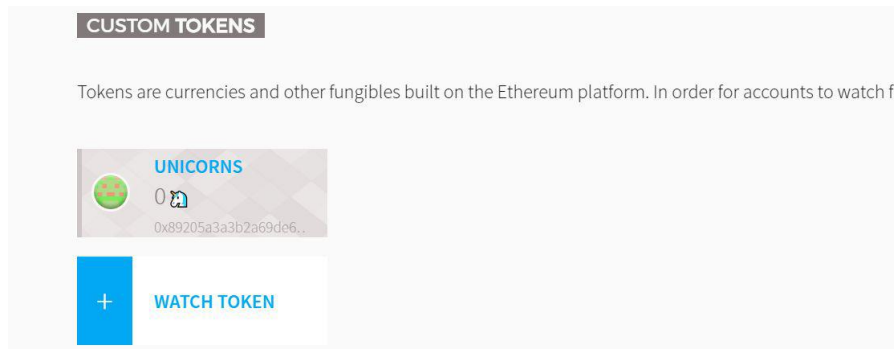 CUSTOM TOKENS
Tokens are currencies and other fungibles built on the Ethereum platform. In order for accounts to watch f
UNICORNS
0 🦄
0x89205a3a3b2a69de6..
+ WATCH TOKEN